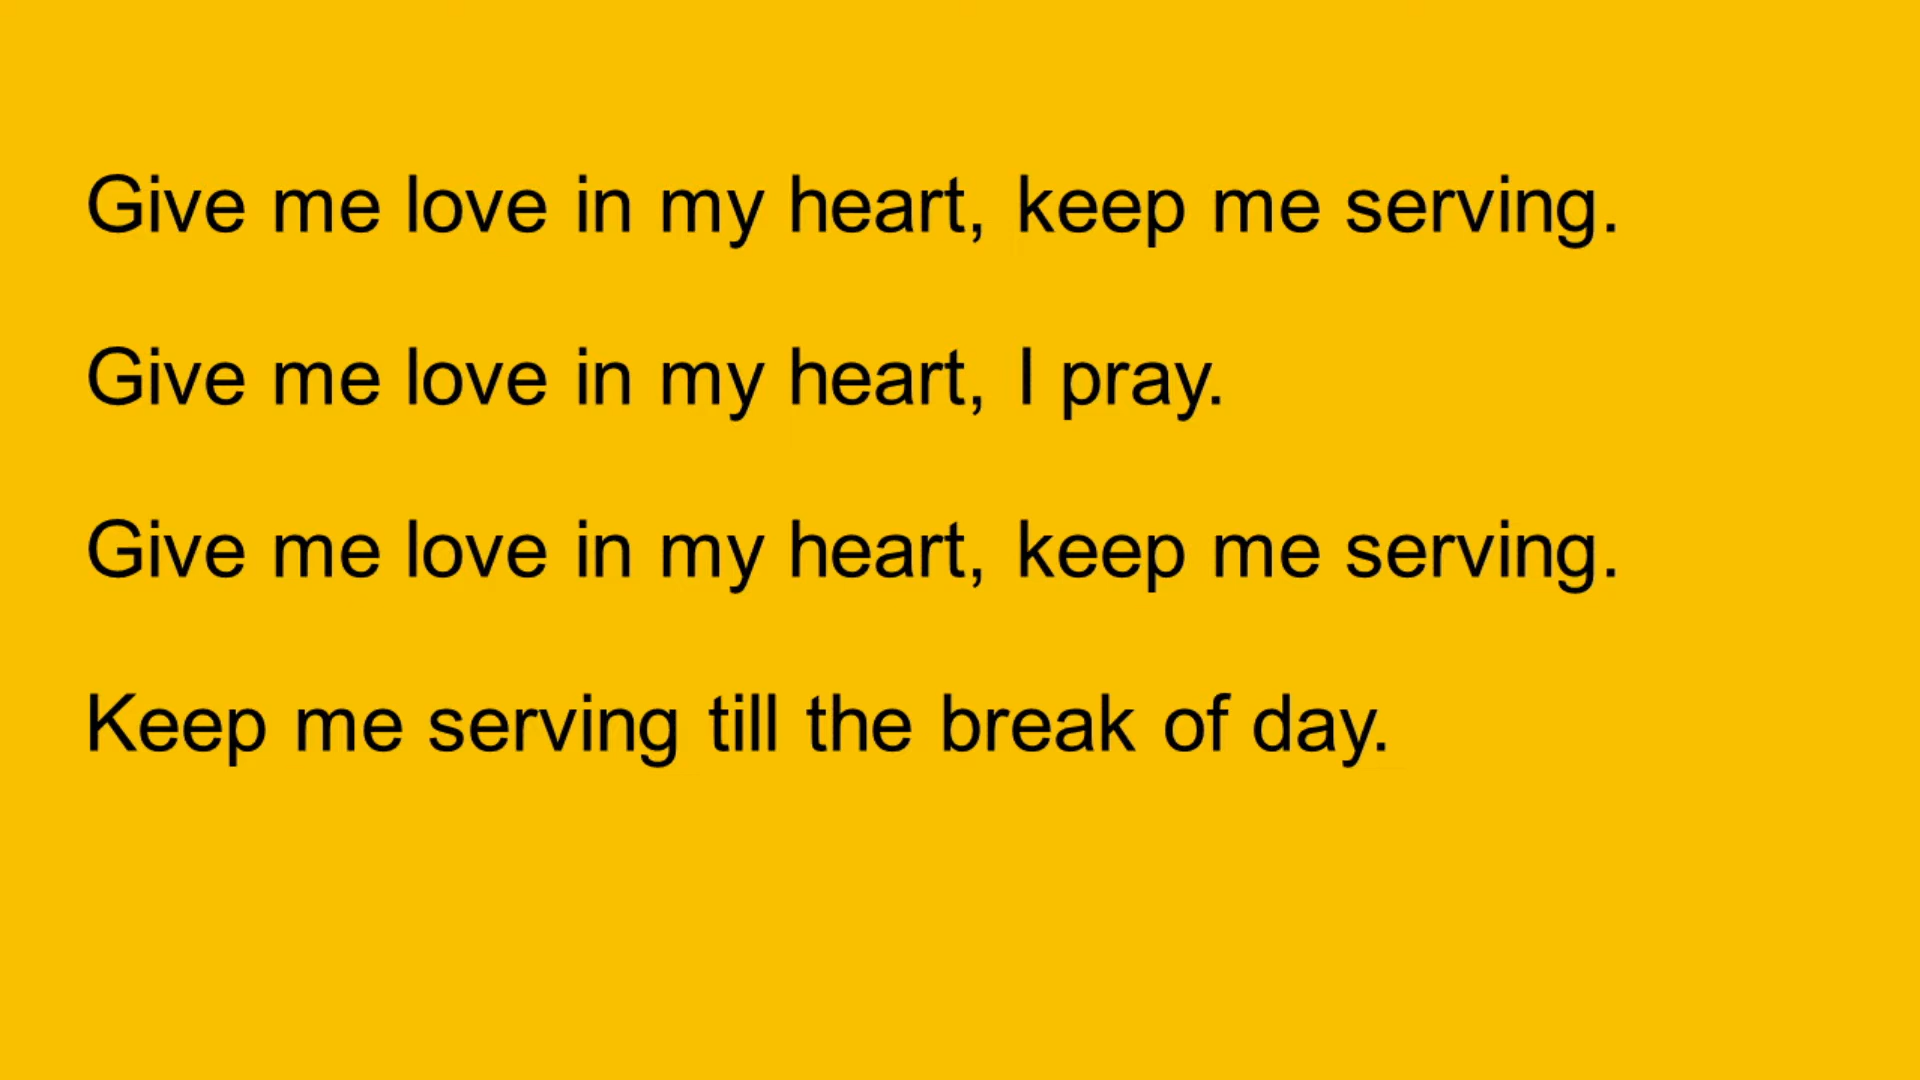 Give me love in my heart, keep me serving.
Give me love in my heart, I pray.
Give me love in my heart, keep me serving.
Keep me serving till the break of day.